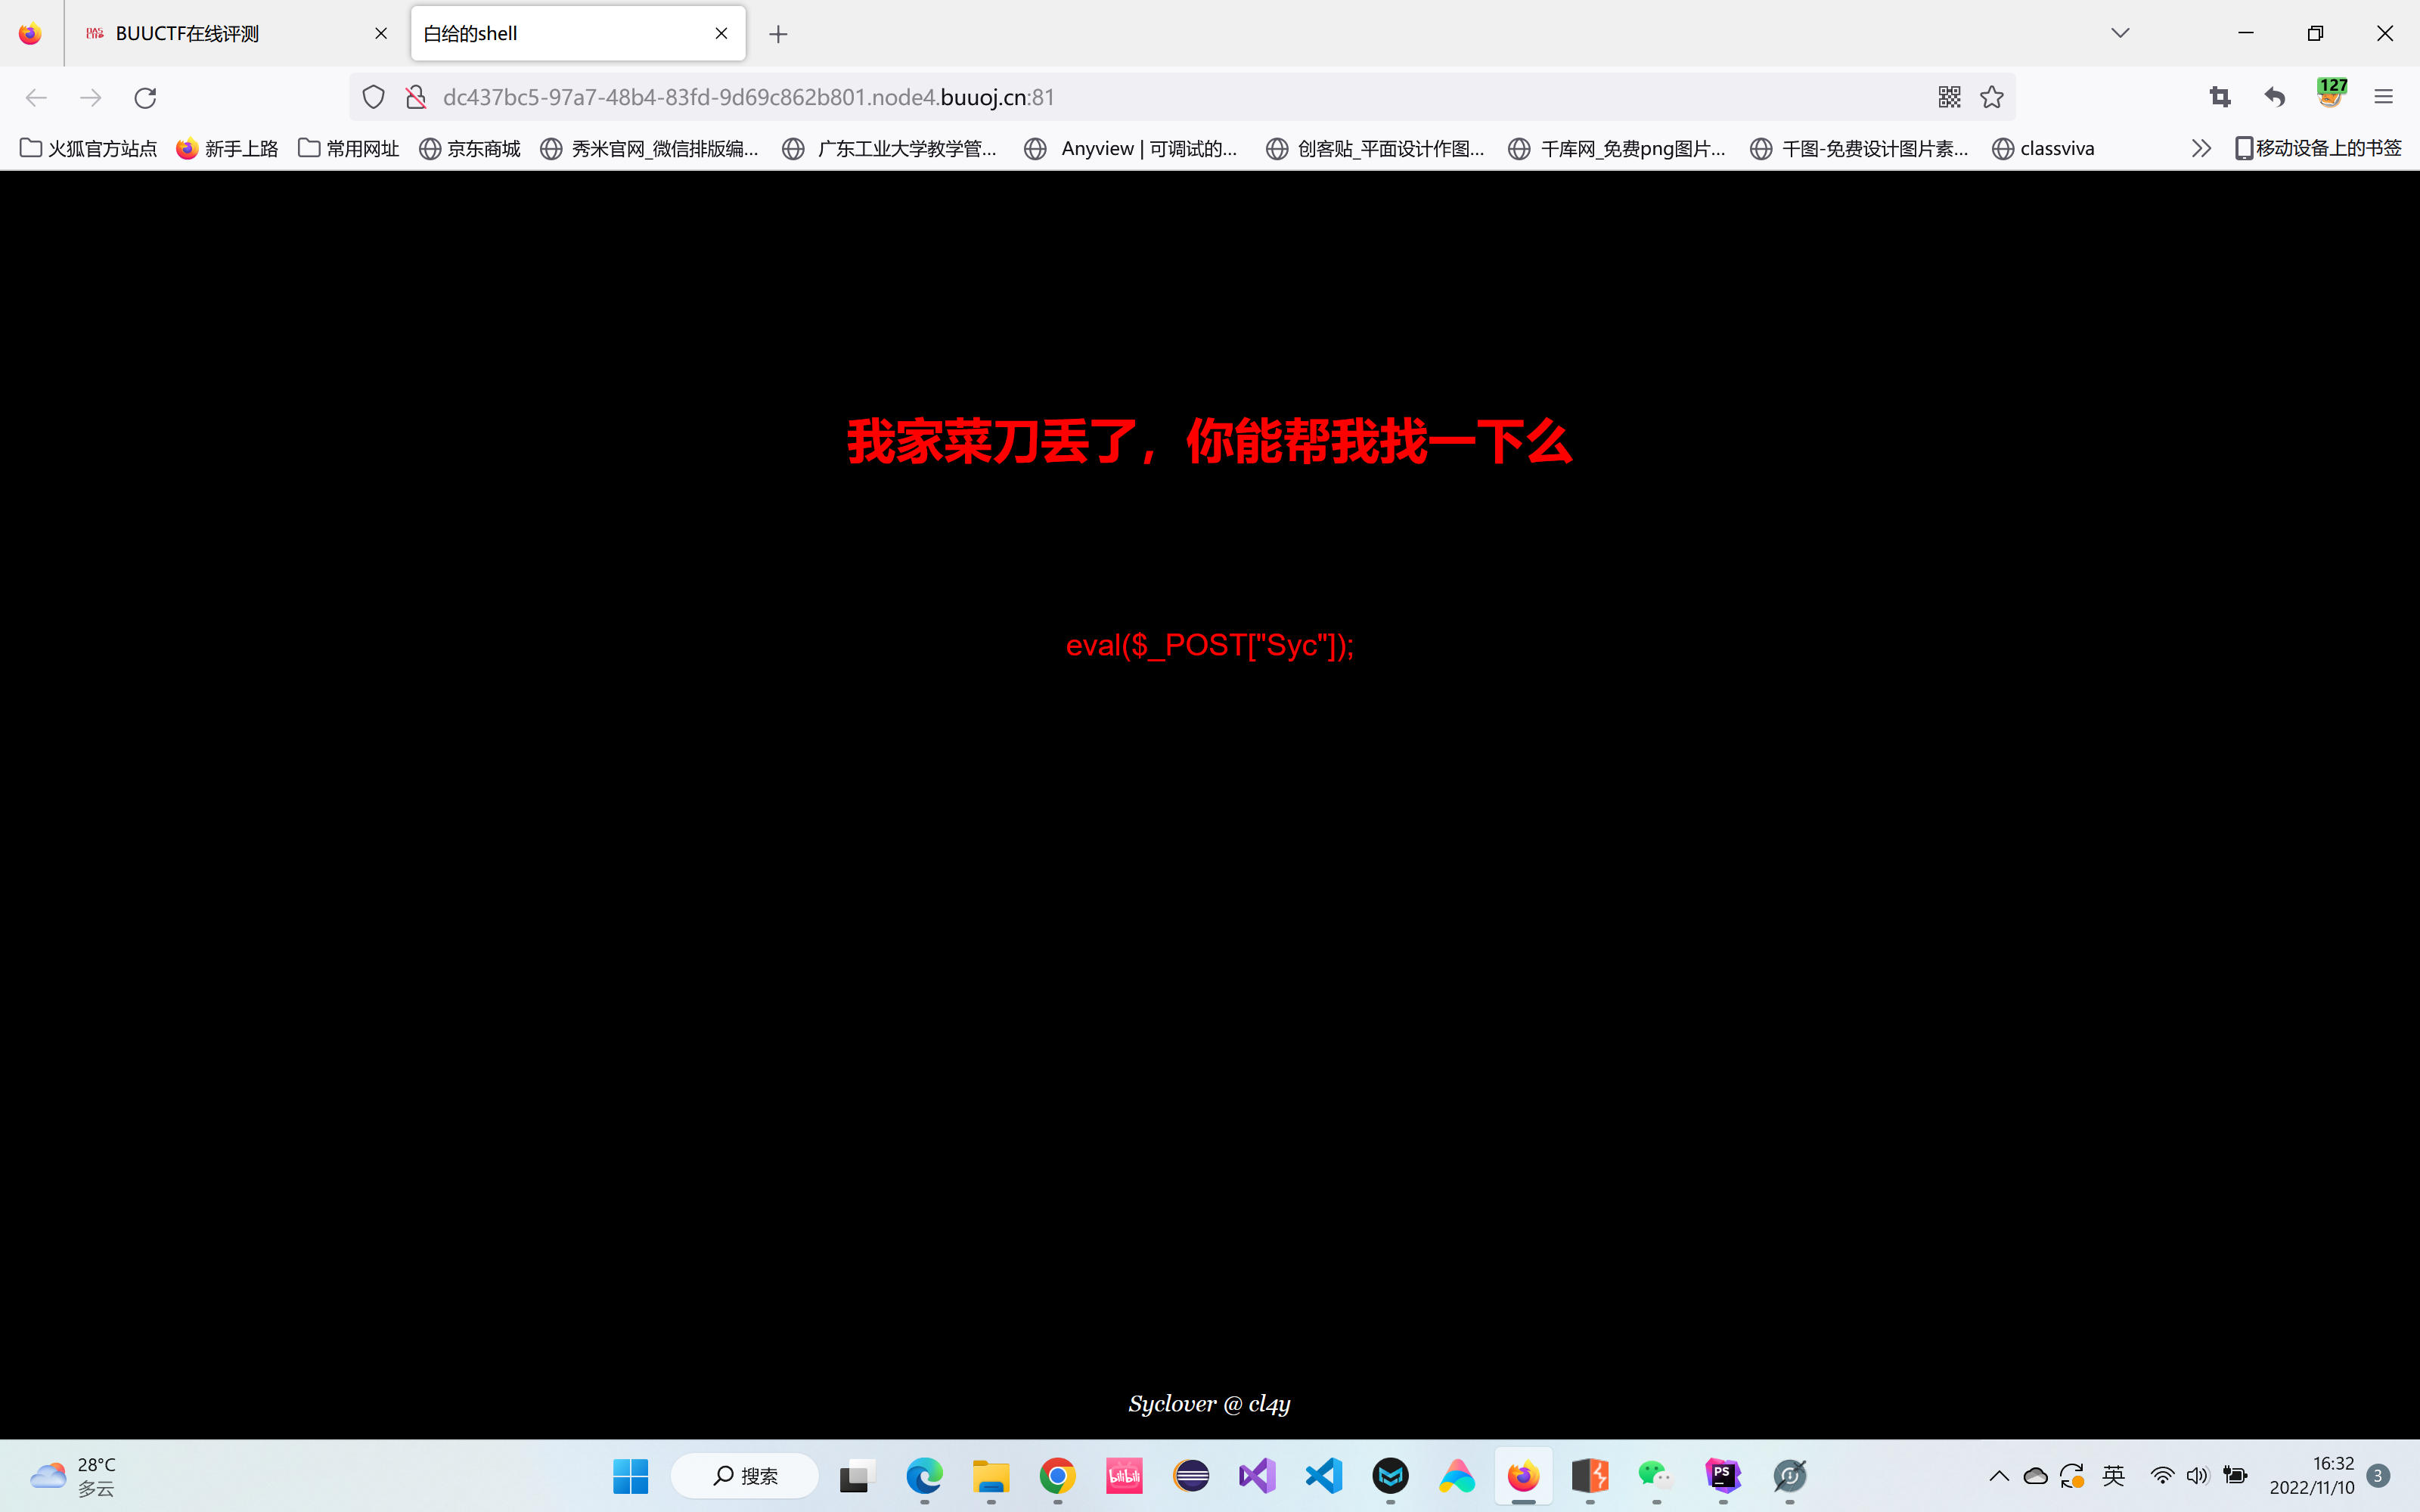 BUUCTF在线评测
白给的shell
dc437bc5-97a7-48b4-83fd-9d69c862b801.node4.buuoj.cn:81
127
火狐官方站点 新手上路 常用网址 京东商城 秀米官网_微信排版编... 广东工业大学教学管... Anyview | 可调试的... 创客贴_平面设计作图... 千库网_免费png图片... 千图-免费设计图片素... classviva 移动设备上的书签
我家菜刀丢了，你能帮我找一下么
eval($_POST["Syc"]);
Syclover @ cl4y
28°C
多云
搜索
bilibili
PS
英
16:32
2022/11/10
3